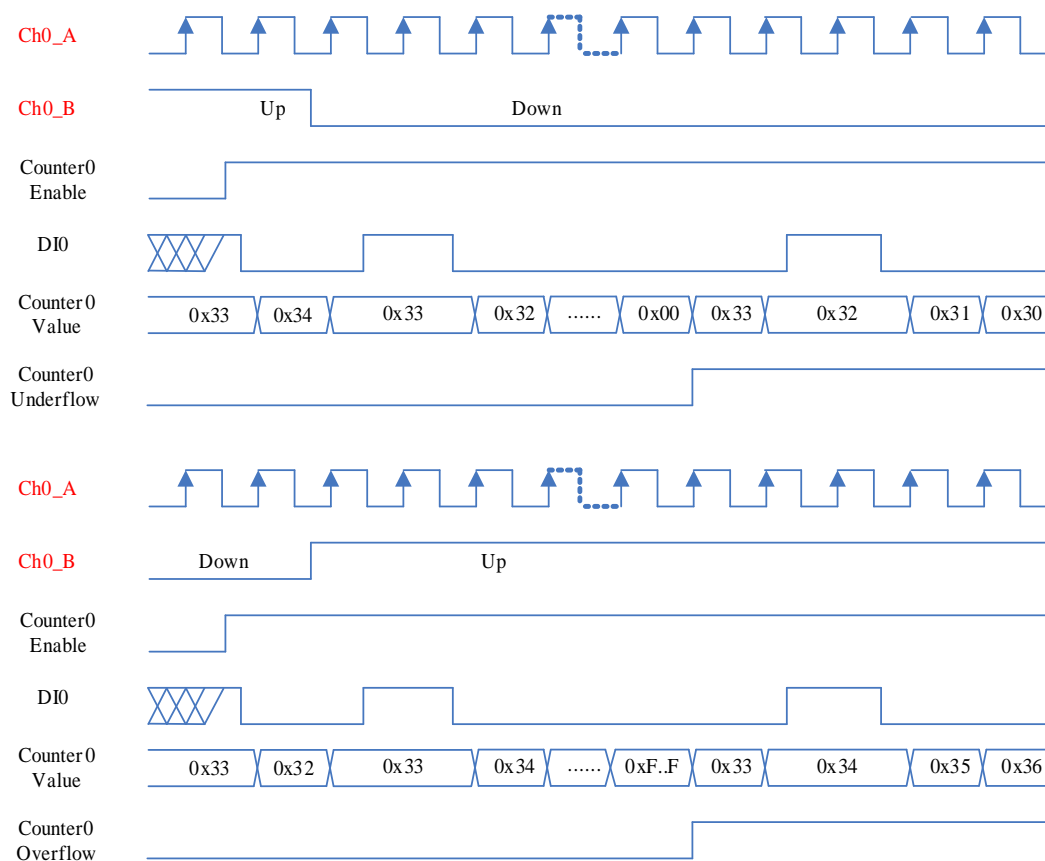 Ch0_A
Ch0_B
Up
Down
Counter0
Enable
DI0
Counter0
Value
0x33
0x34
0x33
0x32
......
0x00
0x33
0x32
0x31
0x30
Counter0
Underflow
Ch0_A
Ch0_B
Down
Up
Counter0
Enable
DI0
Counter0
Value
0x33
0x32
0x33
0x34
......
0xF..F
0x33
0x34
0x35
0x36
Counter0
Overflow